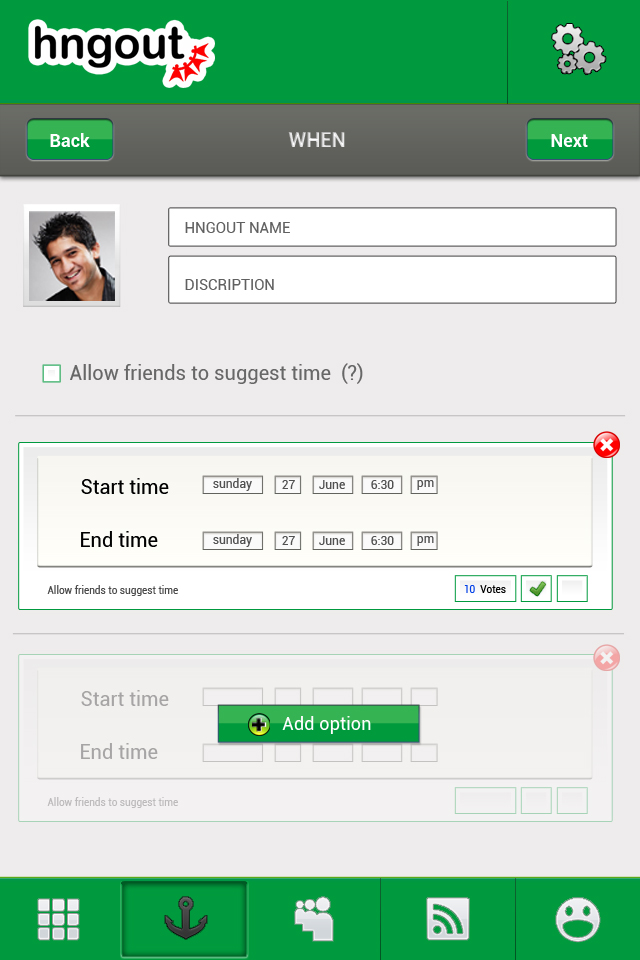 hngout
Back WHEN Next
HNGOUT NAME
DISCRIPTION
Allow friends to suggest time (?)
Start time sunday 27 June 6:30 pm
End time sunday 27 June 6:30 pm
Allow friends to suggest time 10 Votes
Start time
Add option
End time
Allow friends to suggest time